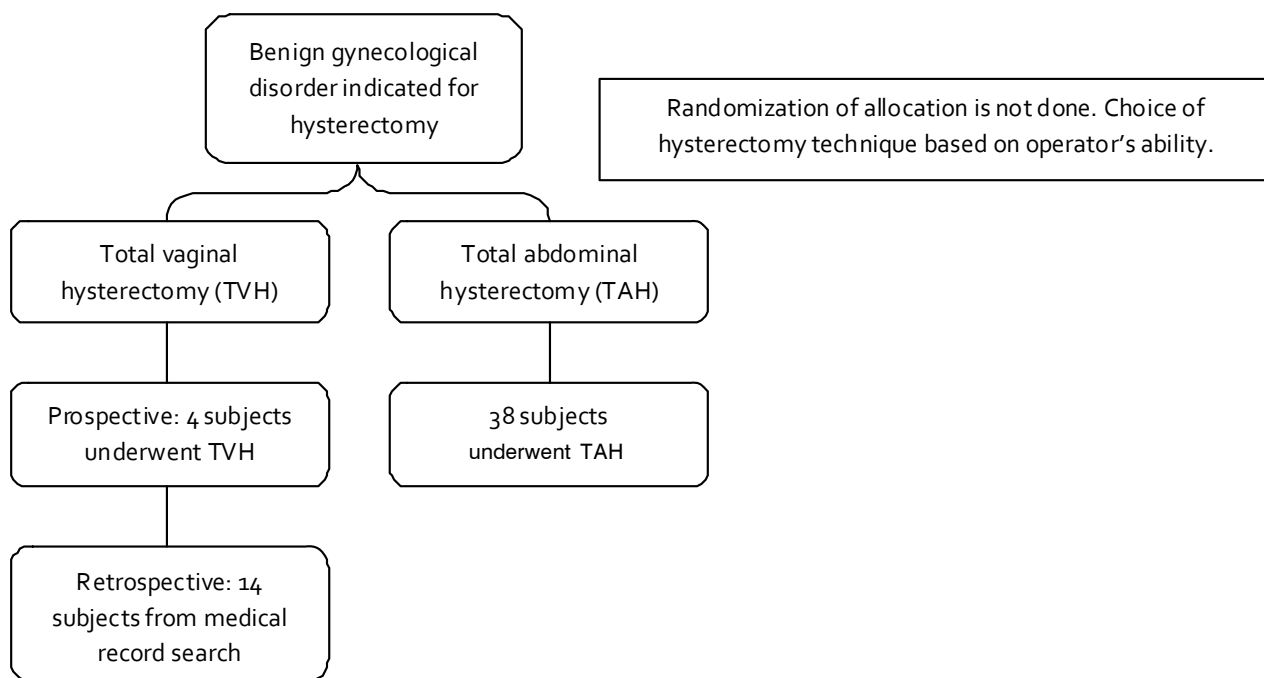 Benign gynecological
disorder indicated for
hysterectomy
Randomization of allocation is not done. Choice of
hysterectomy technique based on operator’s ability.
Total vaginal
hysterectomy (TVH)
Total abdominal
hysterectomy (TAH)
Prospective: 4 subjects
underwent TVH
38 subjects
underwent TAH
Retrospective: 14
subjects from medical
record search